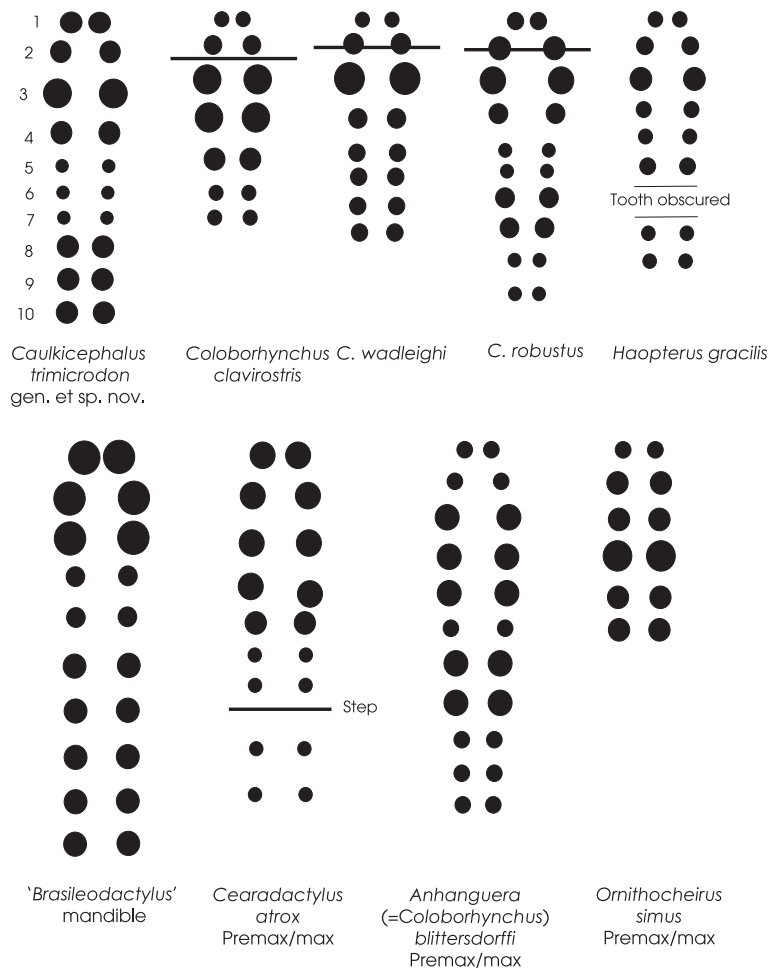 1
2
3
4
5
6
7
8
9
10
Tooth obscured
Caulkicephalus
trimicrodon
gen. et sp. nov.
Coloborhynchus
clavirostris
C. wadleighi
C. robustus
Haopterus gracilis
Step
'Brasileodactylus'
mandible
Cearadactylus
atrox
Premax/max
Anhanguera
(=Coloborhynchus)
blittersdorffi
Premax/max
Ornithocheirus
simus
Premax/max